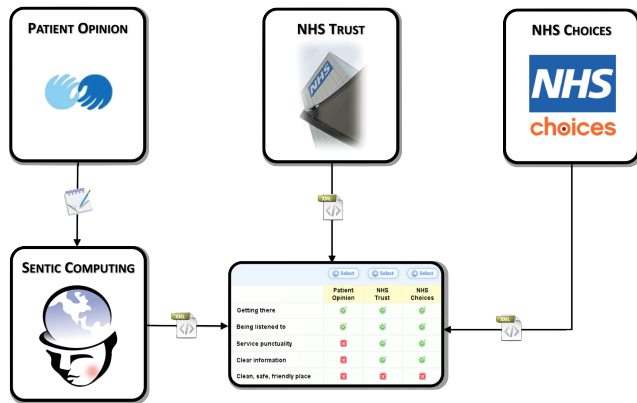 PATIENT OPINION
NHS TRUST
NHS
NHS CHOICES
NHS
choices
XML
SENTIC COMPUTING
XML
Select
Select
Select
Patient
Opinion
NHS
Trust
NHS
Choices
Getting there
Being listened to
Service punctuality
Clear information
Clean, safe, friendly place
XML